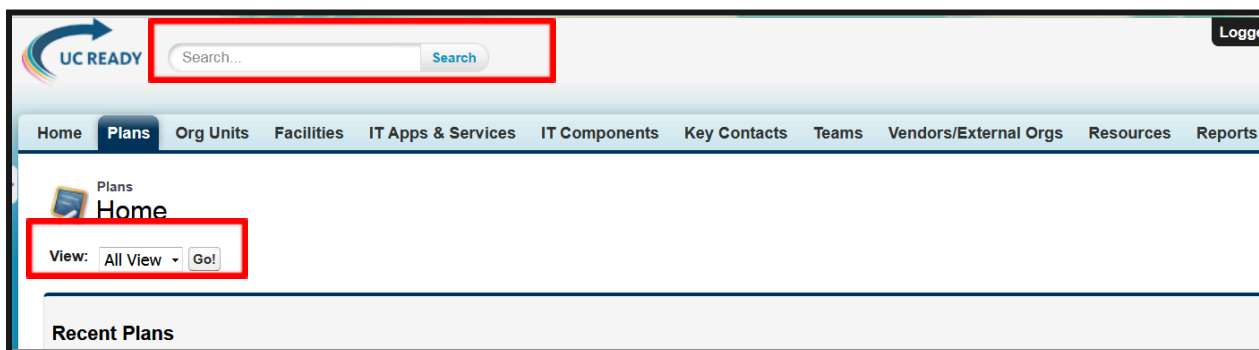 UC READY
Search...
Search
Logge
Home Plans Org Units Facilities IT Apps & Services IT Components Key Contacts Teams Vendors/External Orgs Resources Reports
Plans
Home
View: All View Go!
Recent Plans